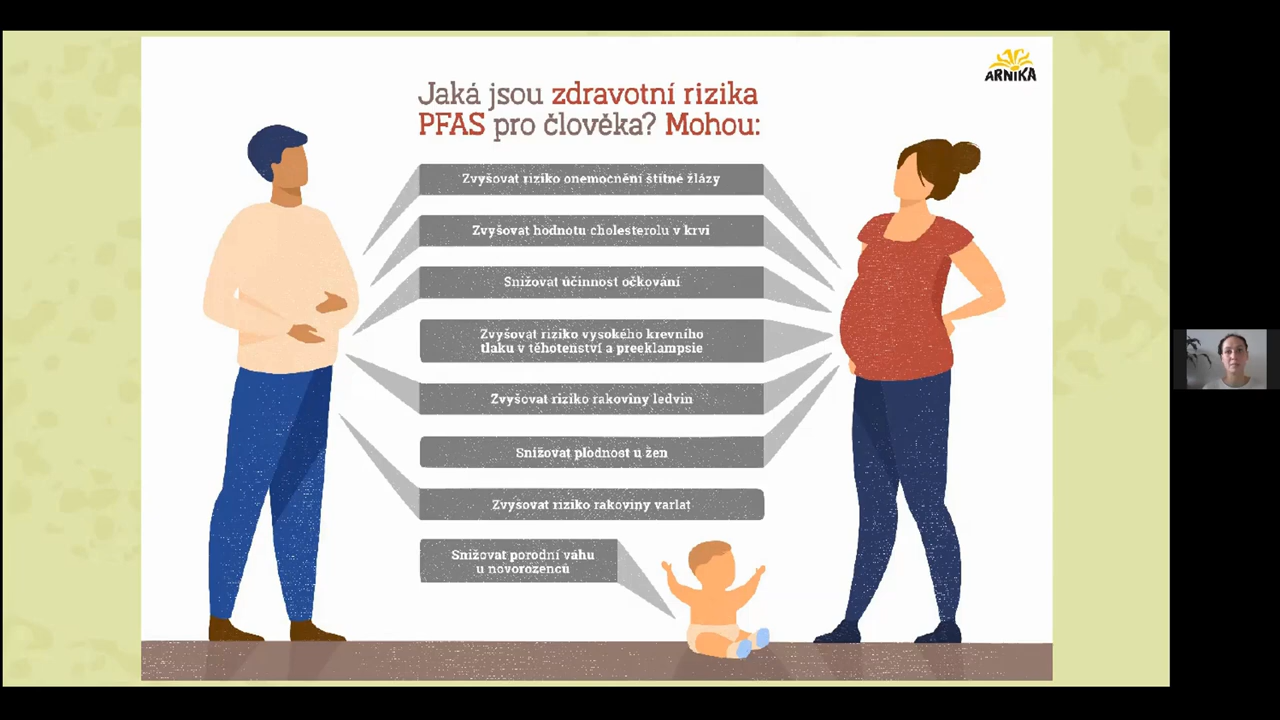 ARNIKA
Jaká jsou zdravotní rizika
PFAS pro člověka? Mohou:
Zvyšovat riziko onemocnění štítné žlázy
Zvyšovat hodnotu cholesterolu v krvi
Snižovat účinnost očkování
Zvyšovat riziko vysokého krevního
tlaku v těhotenství a preeklampsie
Zvyšovat riziko rakoviny ledvin
Snižovat plodnost u žen
Zvyšovat riziko rakoviny varlat
Snižovat porodní váhu
u novorozenců